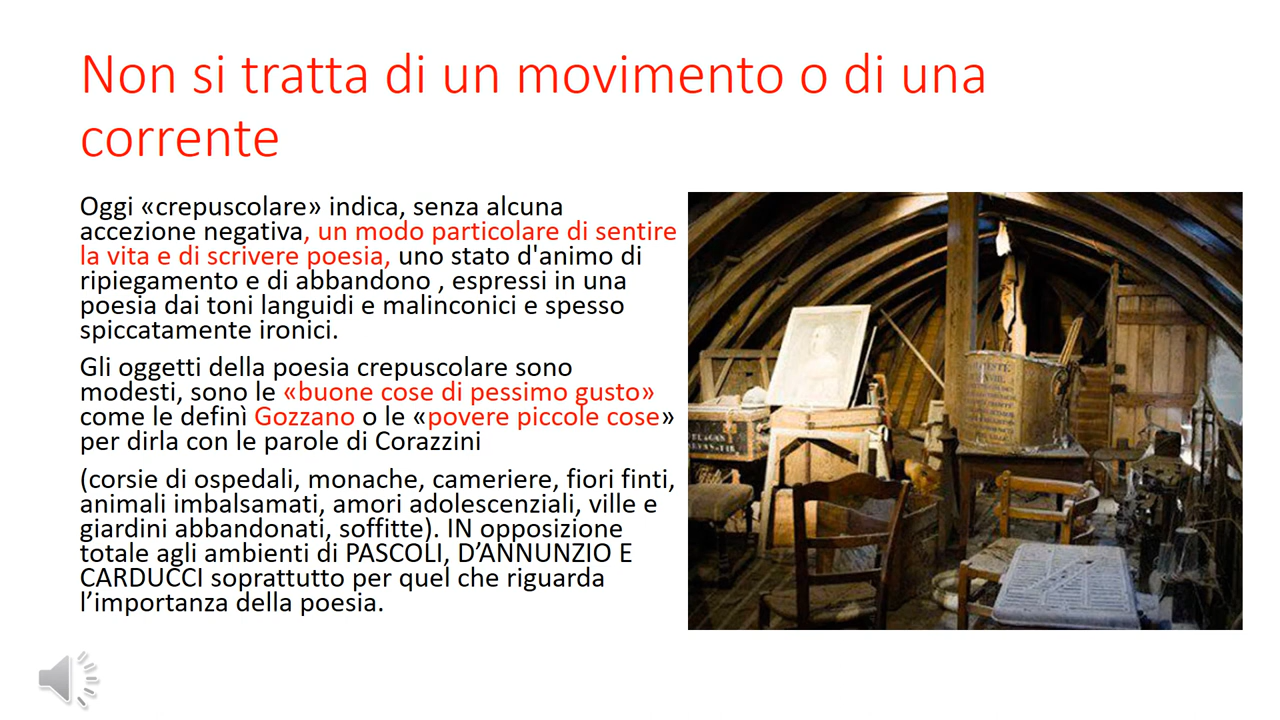 Non si tratta di un movimento o di una
corrente
Oggi «crepuscolare» indica, senza alcuna
accezione negativa, un modo particolare di sentire
la vita e di scrivere poesia, uno stato d'animo di
ripiegamento e di abbandono , espressi in una
poesia dai toni languidi e malinconici e spesso
spiccatamente ironici.
Gli oggetti della poesia crepuscolare sono
modesti, sono le «buone cose di pessimo gusto»
come le definì Gozzano o le «povere piccole cose»
per dirla con le parole di Corazzini
(corsie di ospedali, monache, cameriere, fiori finti,
animali imbalsamati, amori adolescenziali, ville e
giardini abbandonati, soffitte). IN opposizione
totale agli ambienti di PASCOLI, D’ANNUNZIO E
CARDUCCI soprattutto per quel che riguarda
l’importanza della poesia.